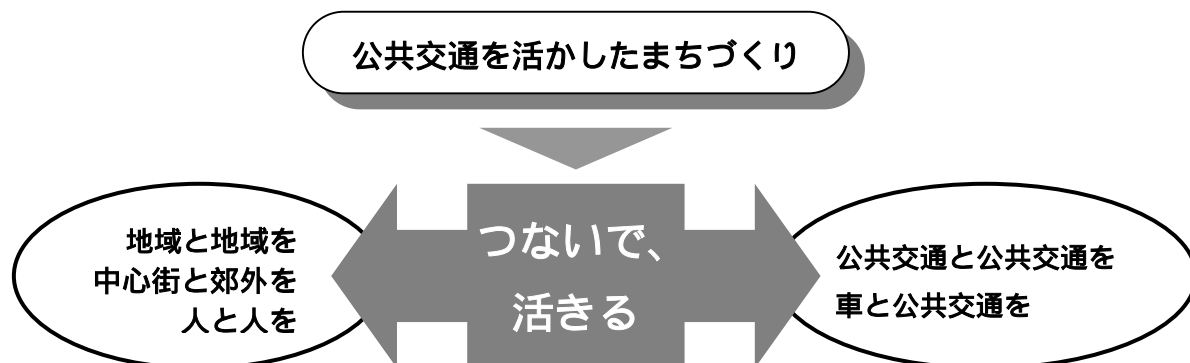 公共交通を活かしたまちづくり
地域と地域を
中心街と郊外を
人と人を
つないで、
活きる
公共交通と公共交通を
車と公共交通を